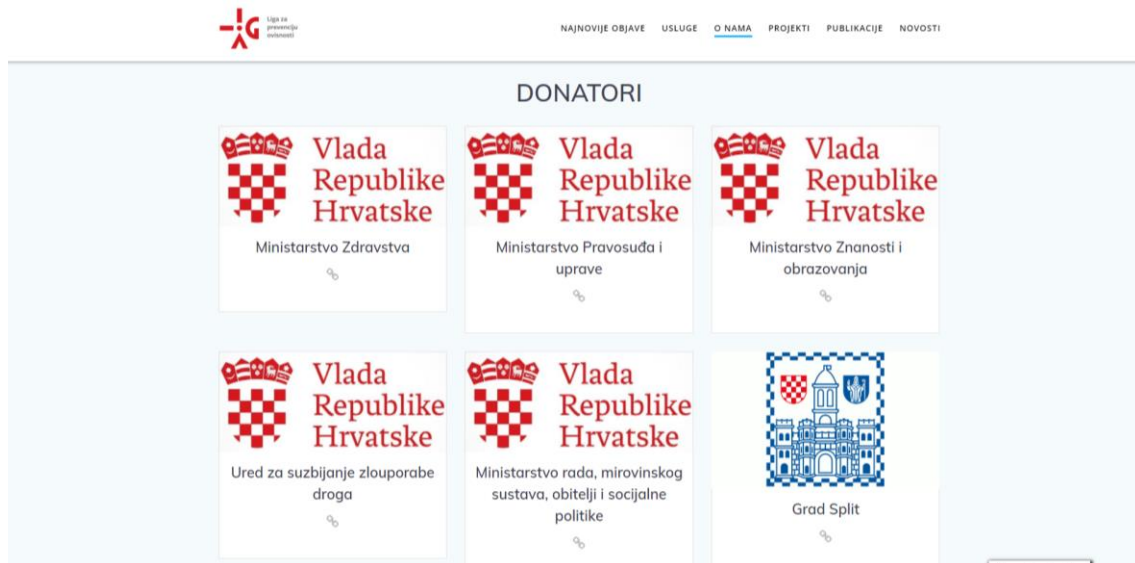 Liga za
prevenciju
ovisnosti
NAJNOVIJE OBJAVE USLUGE O NAMA PROJEKTI PUBLIKACIJE NOVOSTI
DONATORI
Vlada
Republike
Hrvatske
Ministarstvo Zdravstva
Vlada
Republike
Hrvatske
Ministarstvo Pravosuđa i
uprave
Vlada
Republike
Hrvatske
Ministarstvo Znanosti i
obrazovanja
Vlada
Republike
Hrvatske
Ured za suzbijanje zlouporabe
droga
Vlada
Republike
Hrvatske
Ministarstvo rada, mirovinskog
sustava, obitelji i socijalne
politike
Grad Split